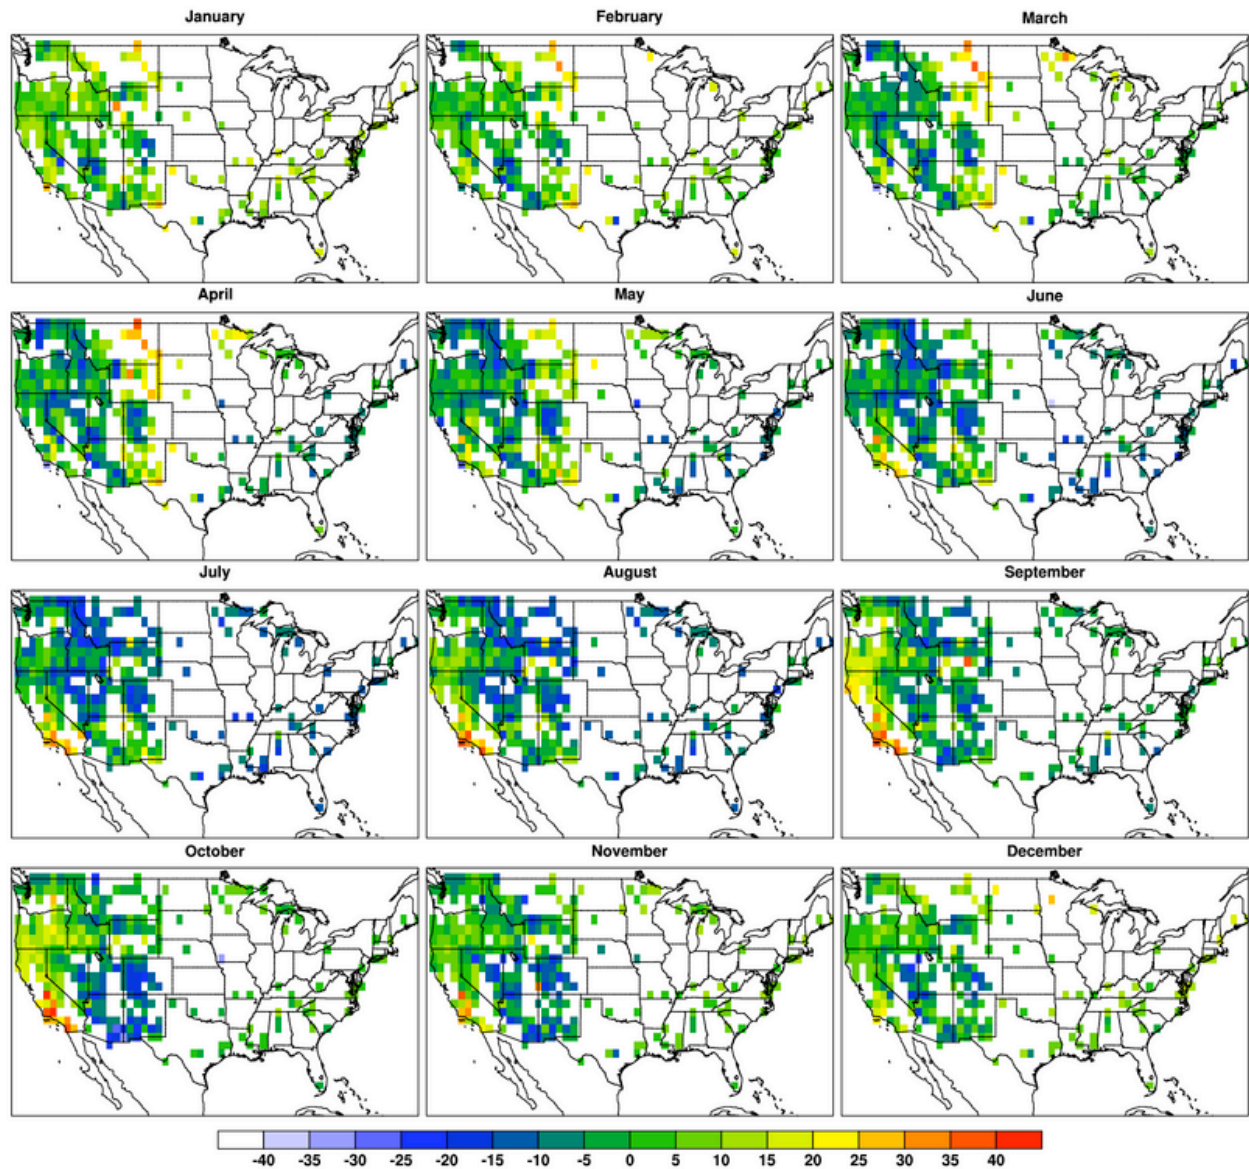 January February March
April May June
July August September
October November December
-40 -35 -30 -25 -20 -15 -10 -5 0 5 10 15 20 25 30 35 40